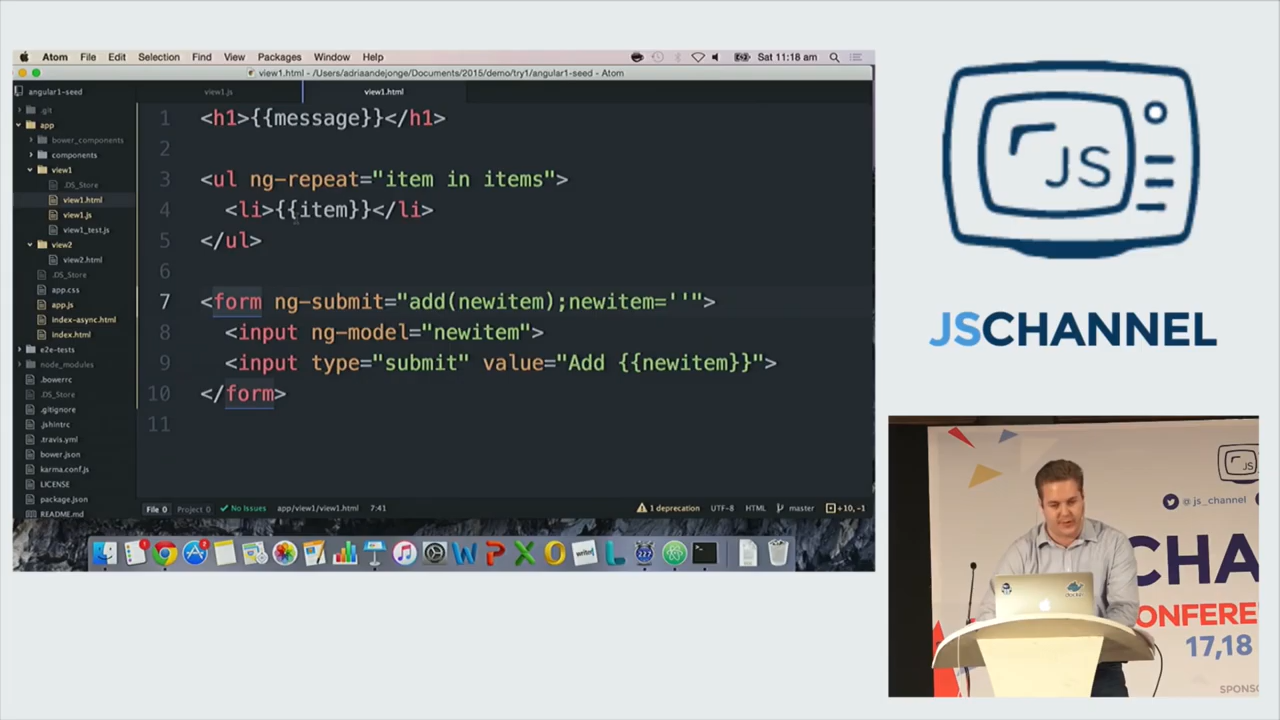 Atom File Edit Selection Find View Packages Window Help
Sat 11:18 am
view1.html - /Users/adriaandejonge/Documents/2015/demo/try1/angular1-seed - Atom
angular1-seed
view1.js
view1.html
.git
app
bower_components
components
view1
.DS_Store
view1.html
view1.js
view1_test.js
view2
view2.html
.DS_Store
app.css
app.js
index-async.html
index.html
e2e-tests
node_modules
.bowerrc
.DS_Store
.gitignore
.jshintrc
.travis.yml
bower.json
karma.conf.js
LICENSE
package.json
README.md
1 <h1>{{message}}</h1>
2
3 <ul ng-repeat="item in items">
4 <li>{{item}}</li>
5 </ul>
6
7 <form ng-submit="add(newitem);newitem=''">
8 <input ng-model="newitem">
9 <input type="submit" value="Add {{newitem}}">
10 </form>
11
File 0 Project 0 No Issues app/view1/view1.html 7:41
1 deprecation UTF-8 HTML master +10, -1
JS
JSCHANNEL
JS
@js_channel
CHA
ONFERE
17,18
SPONSO
docker